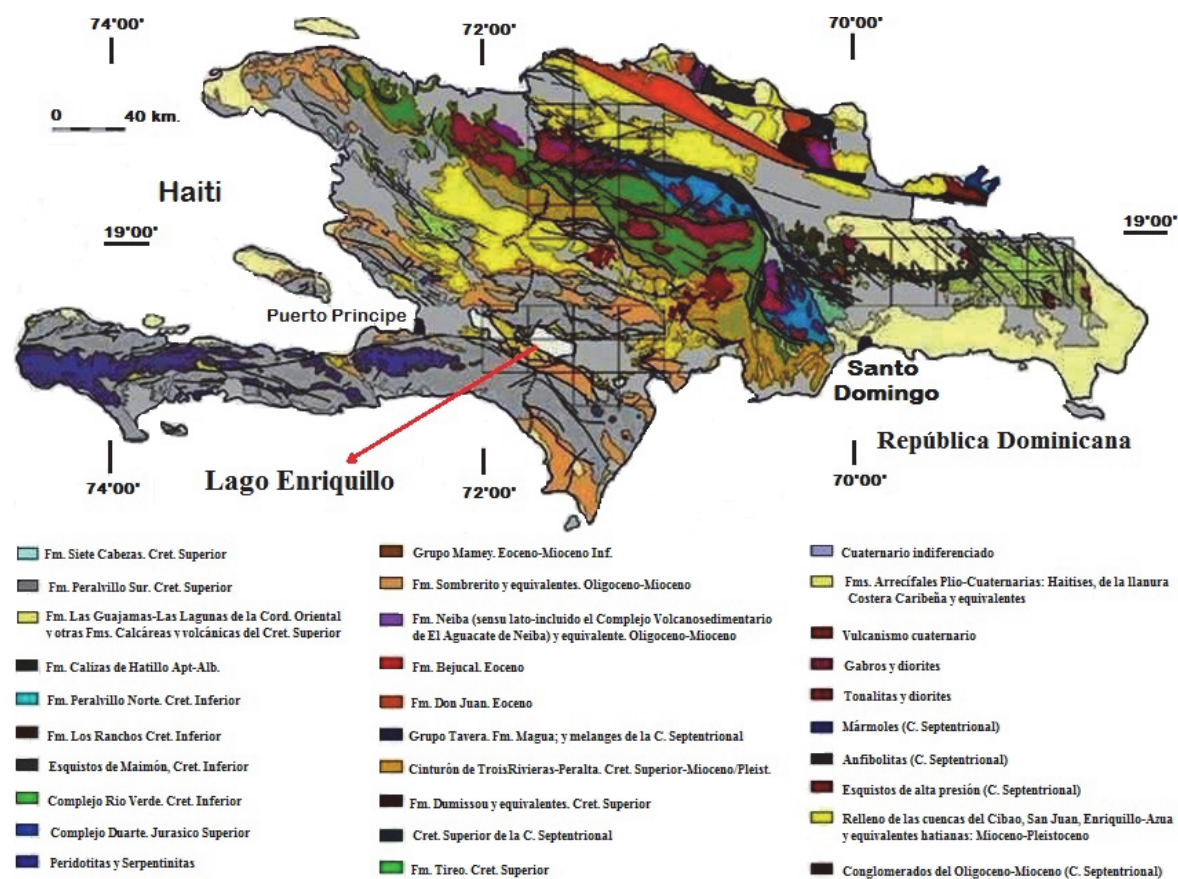 74°00'
72°00'
70°00'
0 40 km.
Haiti
19°00'
19°00'
Puerto Principe
Santo
Domingo
República Dominicana
Lago Enriquillo
74°00'
72°00'
70°00'
Fm. Siete Cabezas. Cret. Superior
Fm. Peralvillo Sur. Cret. Superior
Fm. Las Guajamas-Las Lagunas de la Cord. Oriental
y otras Fms. Calcáreas y volcánicas del Cret. Superior
Fm. Calizas de Hatillo Apt-Alb.
Fm. Peralvillo Norte. Cret. Inferior
Fm. Los Ranchos Cret. Inferior
Esquistos de Maimón, Cret. Inferior
Complejo Rio Verde. Cret. Inferior
Complejo Duarte. Jurasico Superior
Peridotitas y Serpentinitas
Grupo Mamey. Eoceno-Mioceno Inf.
Fm. Sombrerito y equivalentes. Oligoceno-Mioceno
Fm. Neiba (sensu lato-incluido el Complejo Volcanosedimentario
de El Aguacate de Neiba) y equivalente. Oligoceno-Mioceno
Fm. Bejucal. Eoceno
Fm. Don Juan. Eoceno
Grupo Tavera. Fm. Magua; y melanges de la C. Septentrional
Cinturón de TroisRivieras-Peralta. Cret. Superior-Mioceno/Pleist.
Fm. Dumissou y equivalentes. Cret. Superior
Cret. Superior de la C. Septentrional
Fm. Tireo. Cret. Superior
Cuaternario indiferenciado
Fms. Arrecífales Plio-Cuaternarias: Haitises, de la llanura
Costera Caribeña y equivalentes
Vulcanismo cuaternario
Gabros y diorites
Tonalitas y diorites
Mármoles (C. Septentrional)
Anfibolitas (C. Septentrional)
Esquistos de alta presión (C. Septentrional)
Relleno de las cuencas del Cibao, San Juan, Enriquillo-Azua
y equivalentes hatianas: Mioceno-Pleistoceno
Conglomerados del Oligoceno-Mioceno (C. Septentrional)